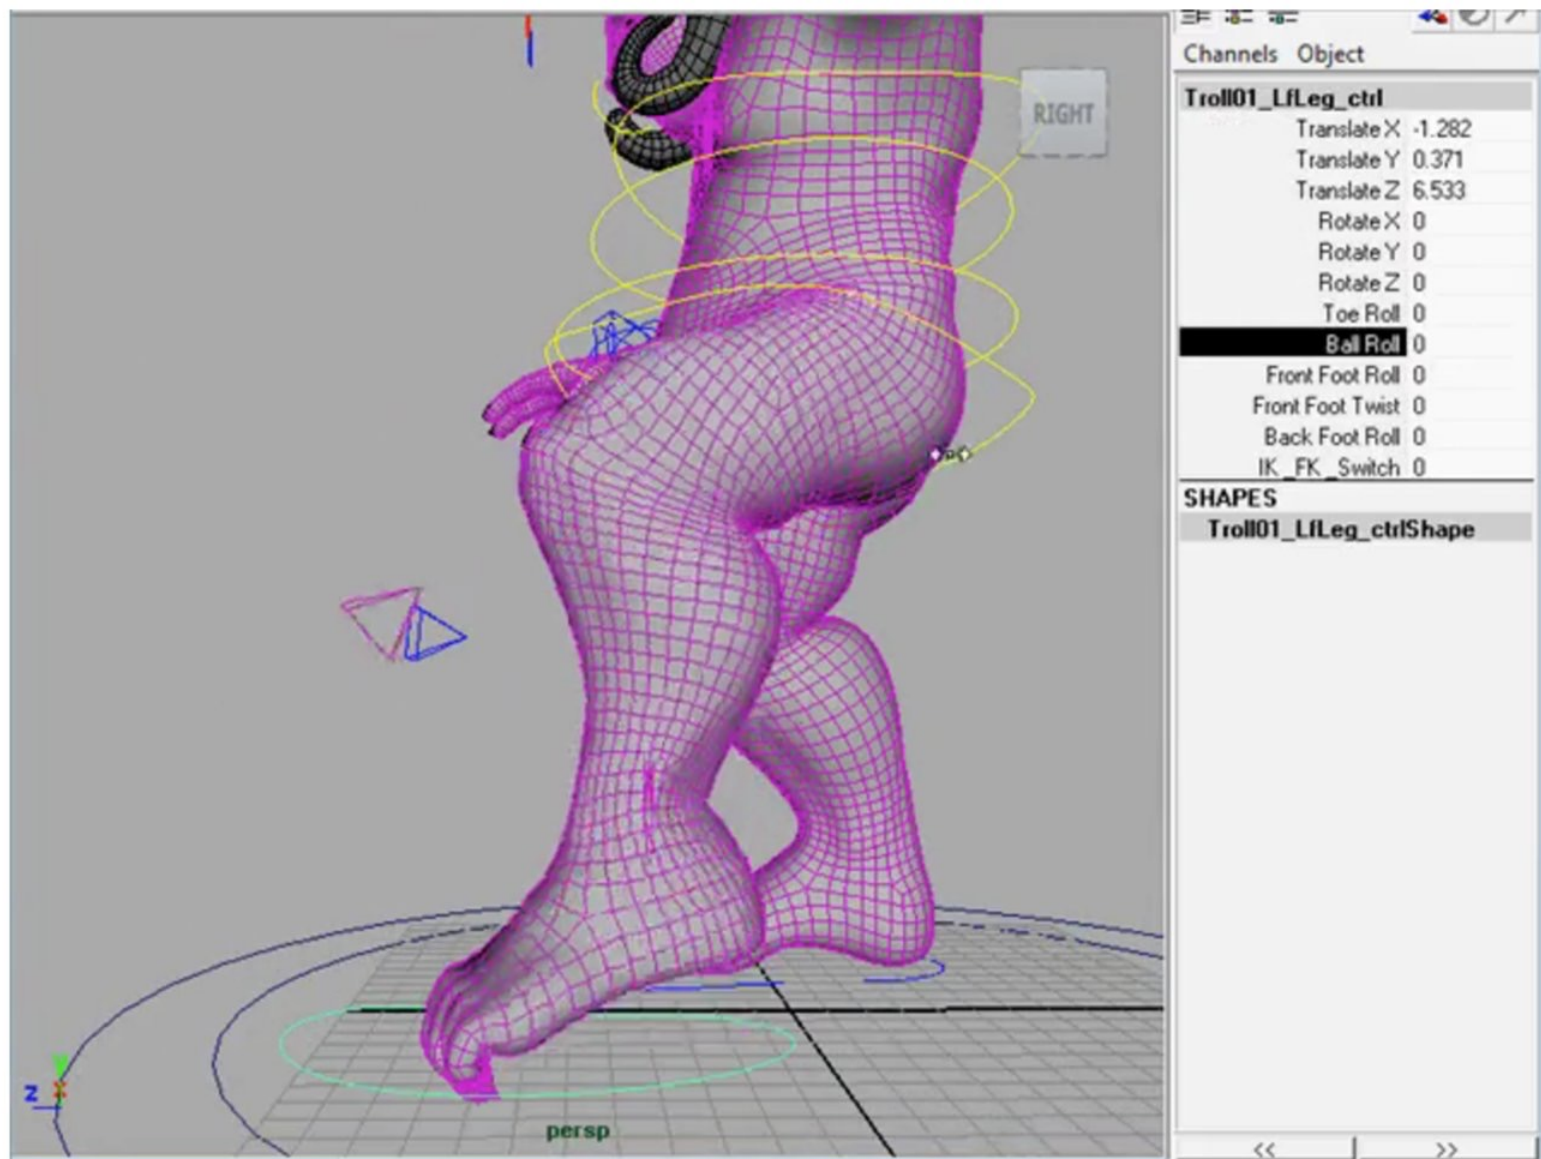 Channels Object
RIGHT
Troll01_LfLeg_ctrl
Translate X -1.282
Translate Y 0.371
Translate Z 6.533
Rotate X 0
Rotate Y 0
Rotate Z 0
Toe Roll 0
Ball Roll 0
Front Foot Roll 0
Front Foot Twist 0
Back Foot Roll 0
IK_FK_Switch 0
SHAPES
Troll01_LfLeg_ctrlShape
y
x
z
persp
<< >>